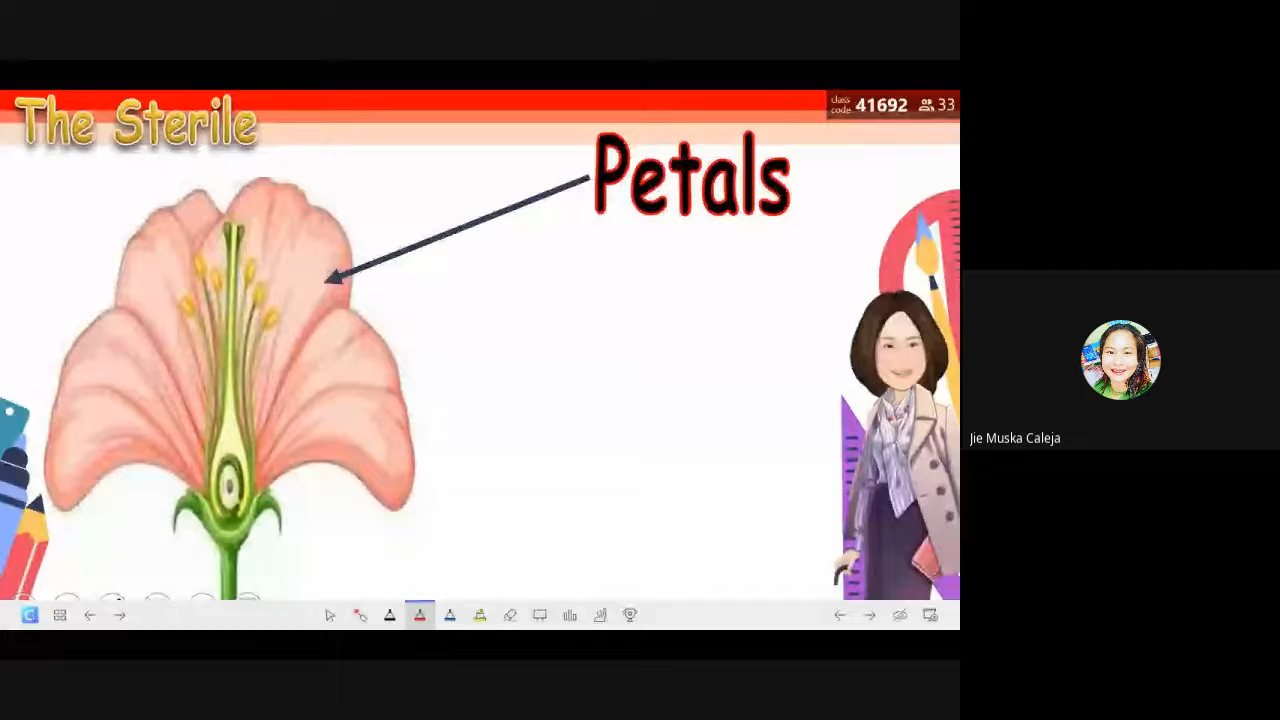 The Sterile
class
code: 41692 33
Petals
Jie Muska Caleja